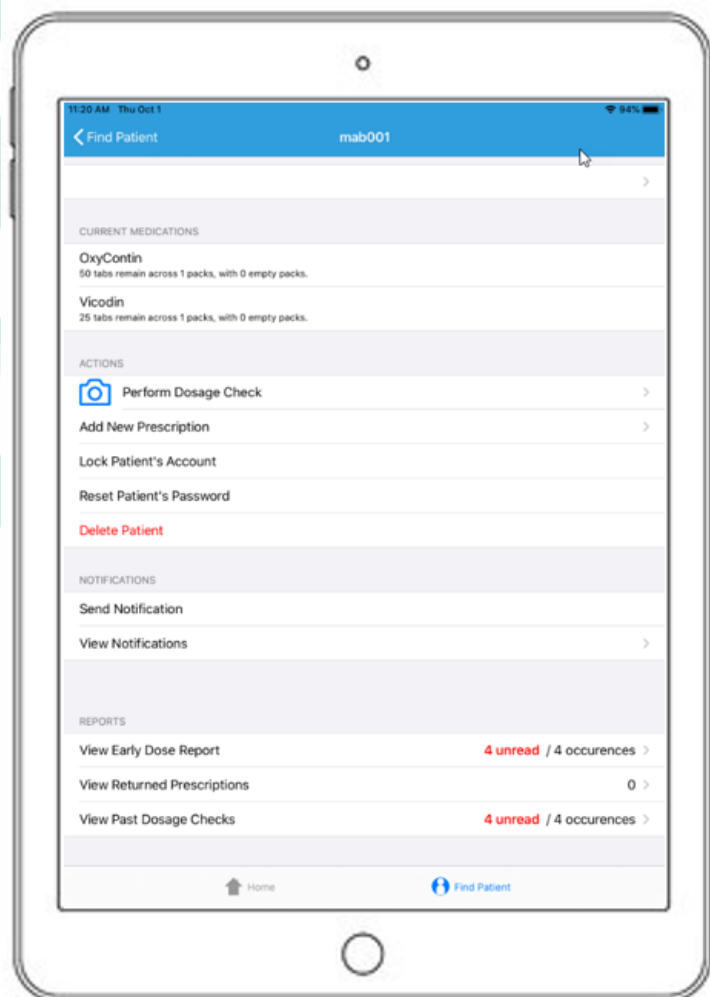 11:20 AM Thu Oct 1 94%
Find Patient mab001
CURRENT MEDICATIONS
OxyContin
50 tabs remain across 1 packs, with 0 empty packs.
Vicodin
25 tabs remain across 1 packs, with 0 empty packs.
ACTIONS
Perform Dosage Check
Add New Prescription
Lock Patient's Account
Reset Patient's Password
Delete Patient
NOTIFICATIONS
Send Notification
View Notifications
REPORTS
View Early Dose Report 4 unread / 4 occurences
View Returned Prescriptions 0
View Past Dosage Checks 4 unread / 4 occurences
Home Find Patient